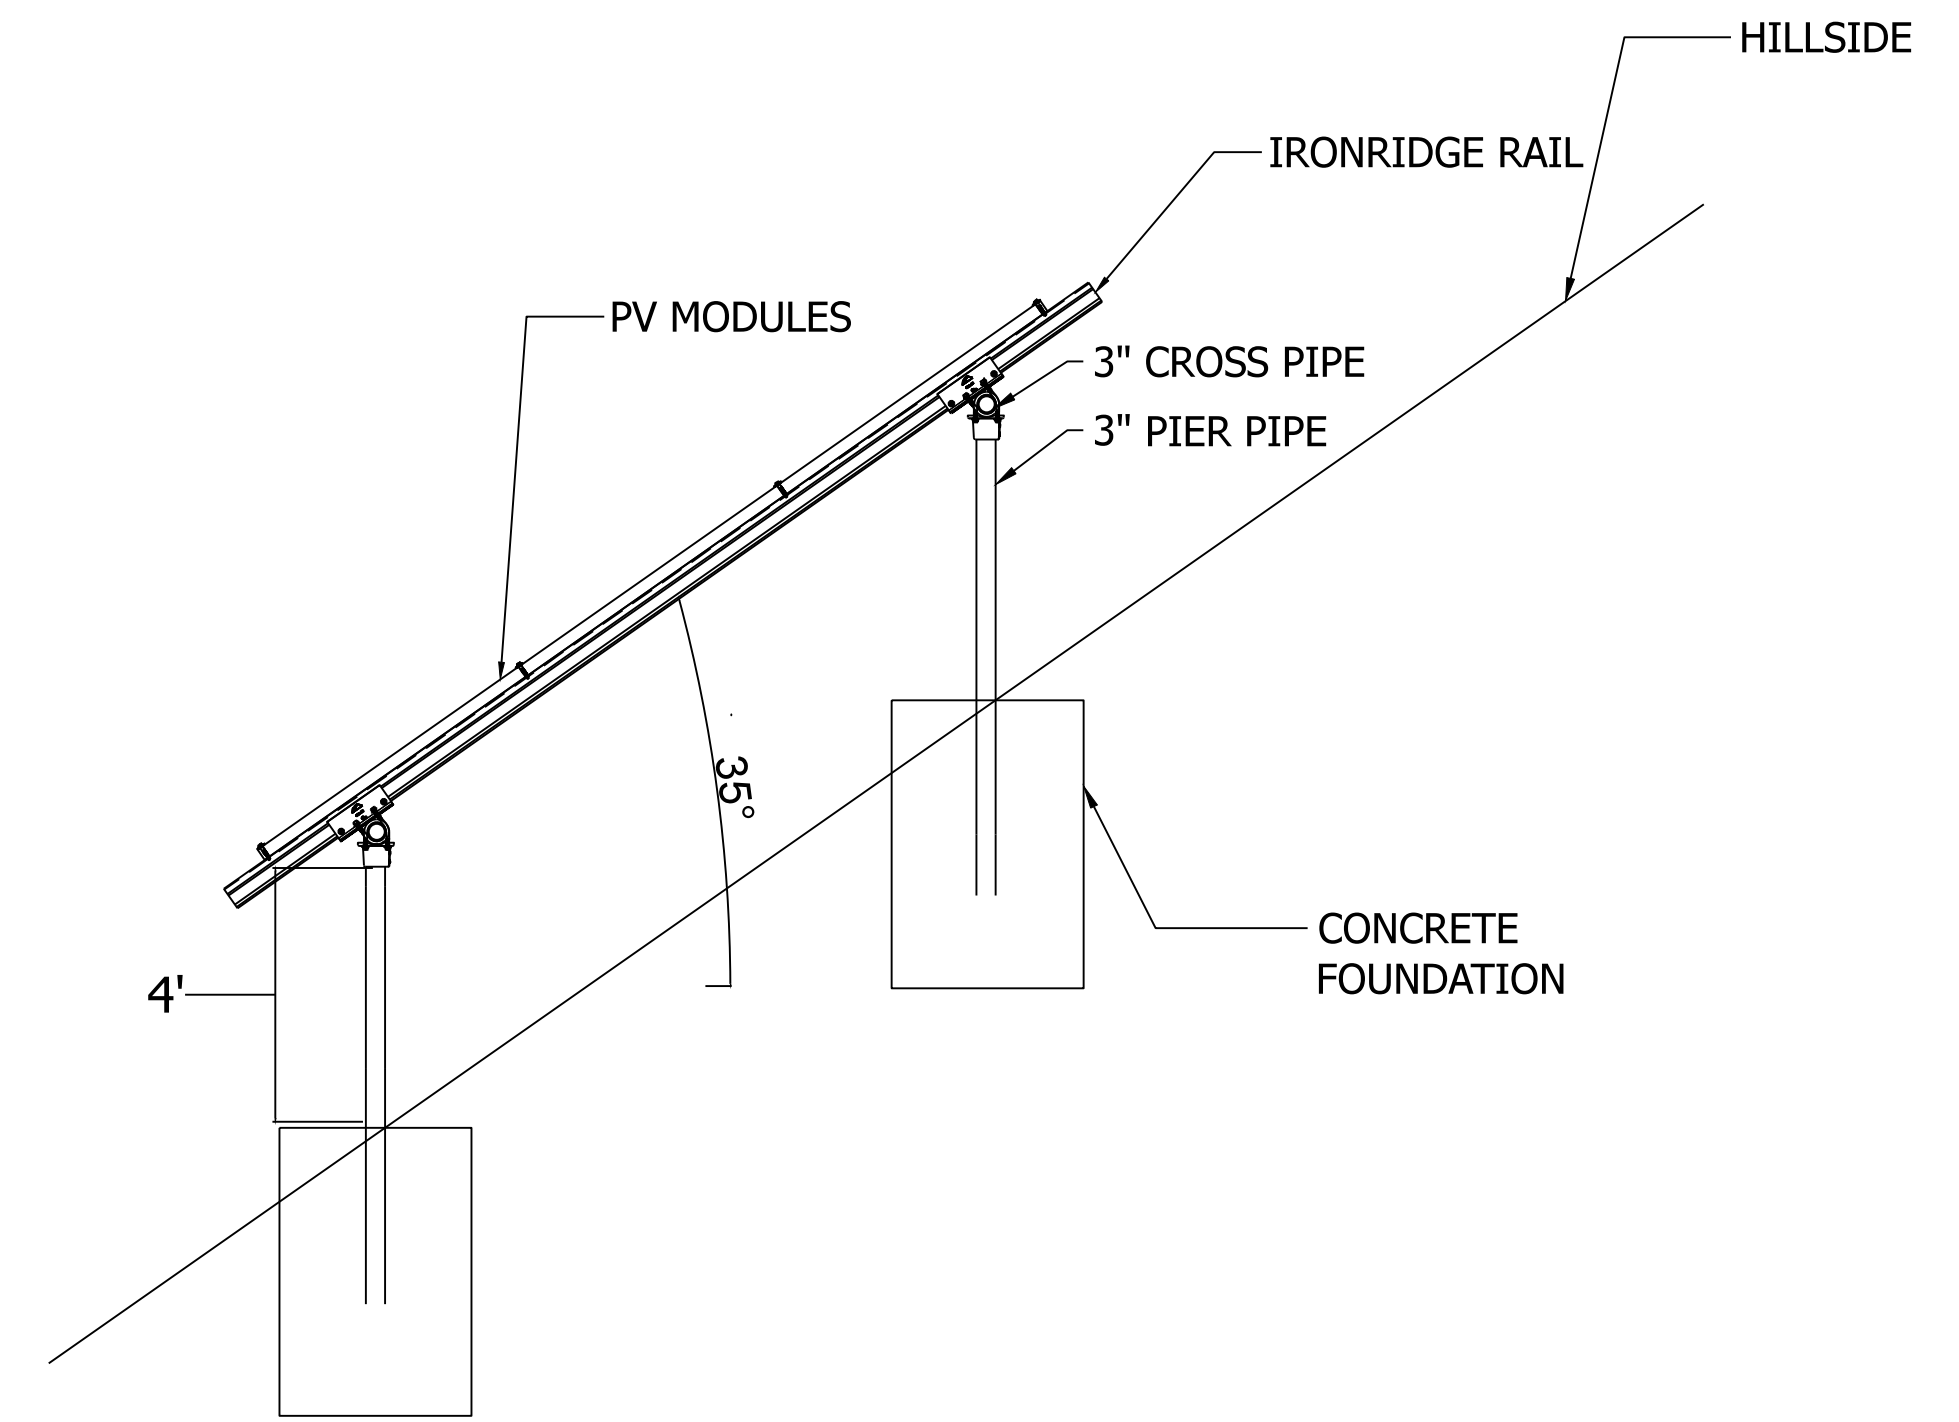 HILLSIDE
IRONRIDGE RAIL
PV MODULES
3" CROSS PIPE
3" PIER PIPE
35°
CONCRETE
FOUNDATION
4'